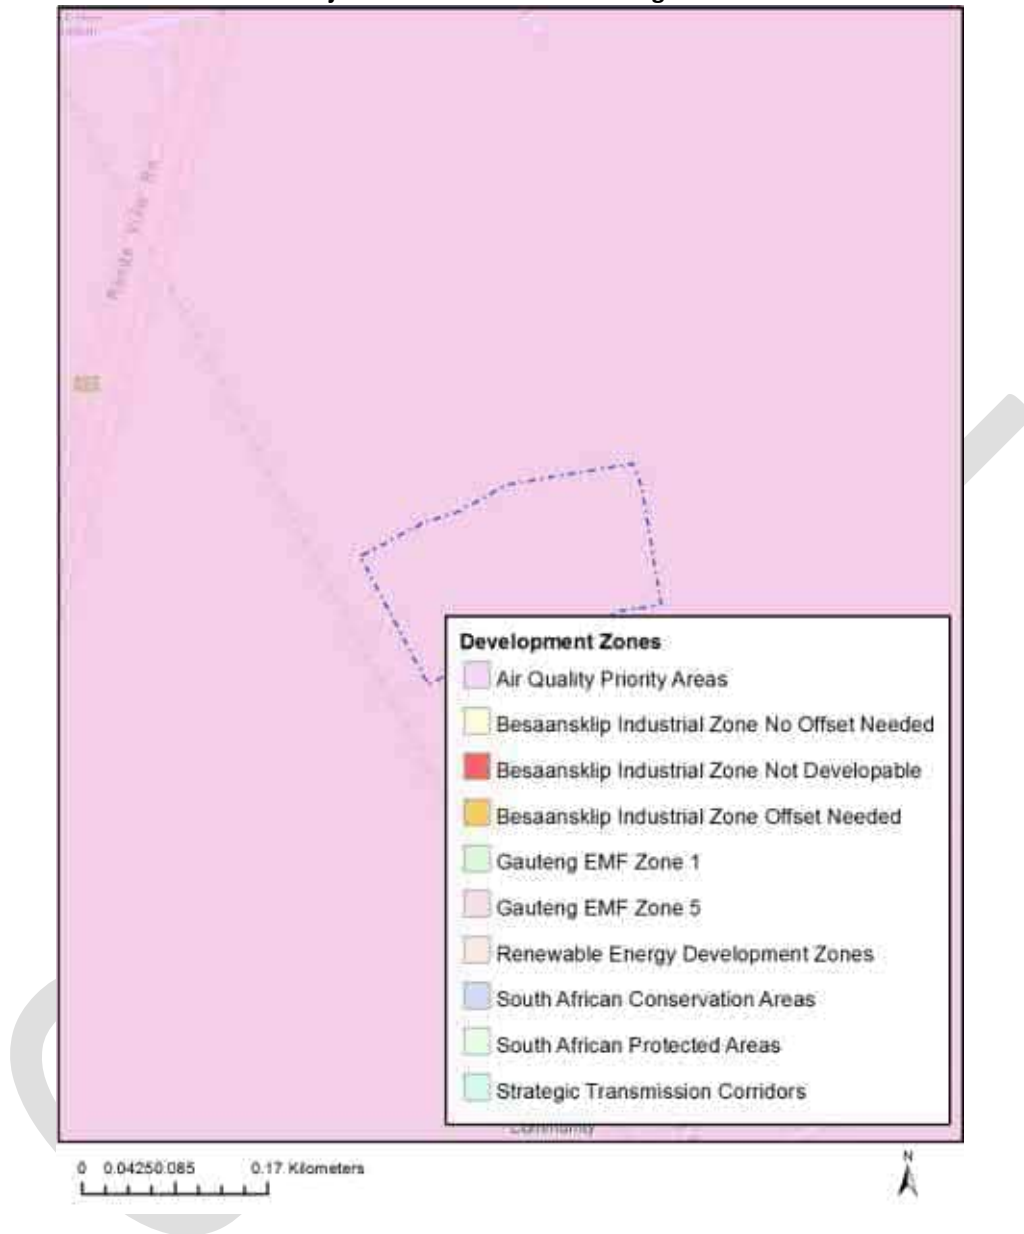 Development Zones
Air Quality Priority Areas
Besaansklip Industrial Zone No Offset Needed
Besaansklip Industrial Zone Not Developable
Besaansklip Industrial Zone Offset Needed
Gauteng EMF Zone 1
Gauteng EMF Zone 5
Renewable Energy Development Zones
South African Conservation Areas
South African Protected Areas
Strategic Transmission Corridors
Community
0 0.04250.085 0.17 Kilometers
N